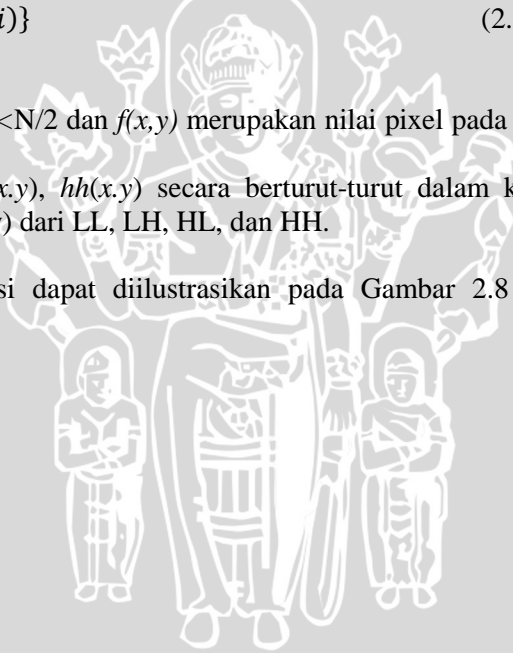 i)} (2.
<N/2 dan f(x,y) merupakan nilai pixel pada
x.y), hh(x.y) secara berturut-turut dalam k
) dari LL, LH, HL, dan HH.
si dapat diilustrasikan pada Gambar 2.8